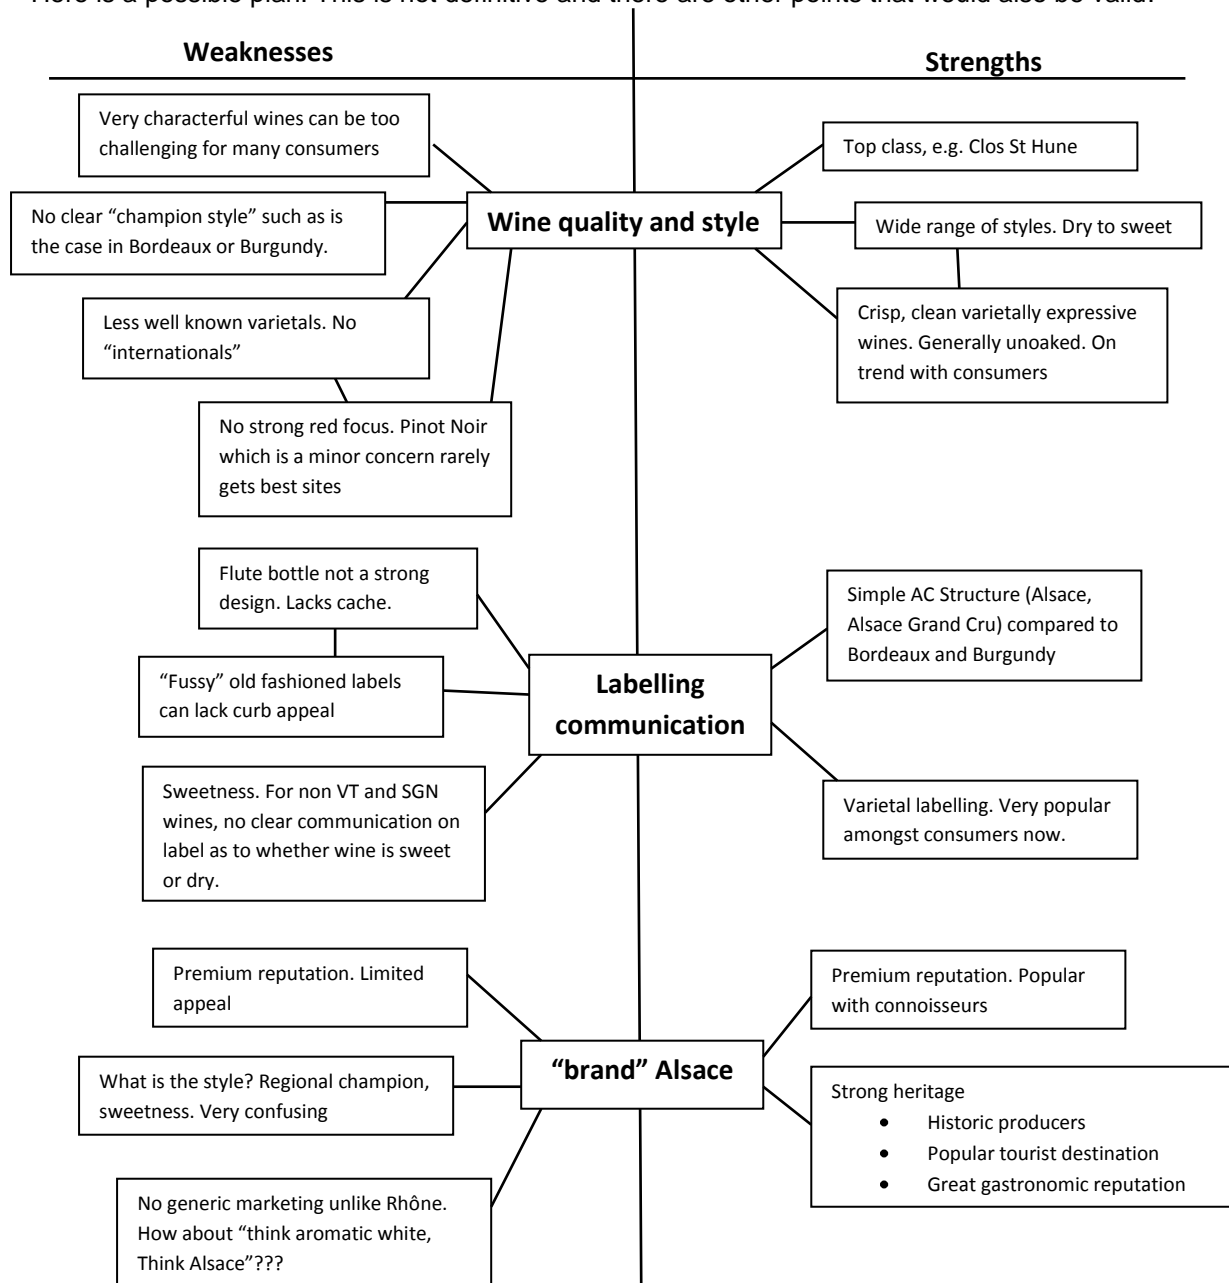 Here is a possible plan. This is not definitive and there are other points that would also be valid.
Weaknesses
Strengths
Very characterful wines can be too
challenging for many consumers
Top class, e.g. Clos St Hune
No clear “champion style” such as is
the case in Bordeaux or Burgundy.
Wine quality and style
Wide range of styles. Dry to sweet
Less well known varietals. No
“internationals”
Crisp, clean varietally expressive
wines. Generally unoaked. On
trend with consumers
No strong red focus. Pinot Noir
which is a minor concern rarely
gets best sites
Flute bottle not a strong
design. Lacks cache.
Simple AC Structure (Alsace,
Alsace Grand Cru) compared to
Bordeaux and Burgundy
“Fussy” old fashioned labels
can lack curb appeal
Labelling
communication
Sweetness. For non VT and SGN
wines, no clear communication on
label as to whether wine is sweet
or dry.
Varietal labelling. Very popular
amongst consumers now.
Premium reputation. Limited
appeal
Premium reputation. Popular
with connoisseurs
“brand” Alsace
What is the style? Regional champion,
sweetness. Very confusing
Strong heritage
• Historic producers
• Popular tourist destination
• Great gastronomic reputation
No generic marketing unlike Rhône.
How about “think aromatic white,
Think Alsace”???